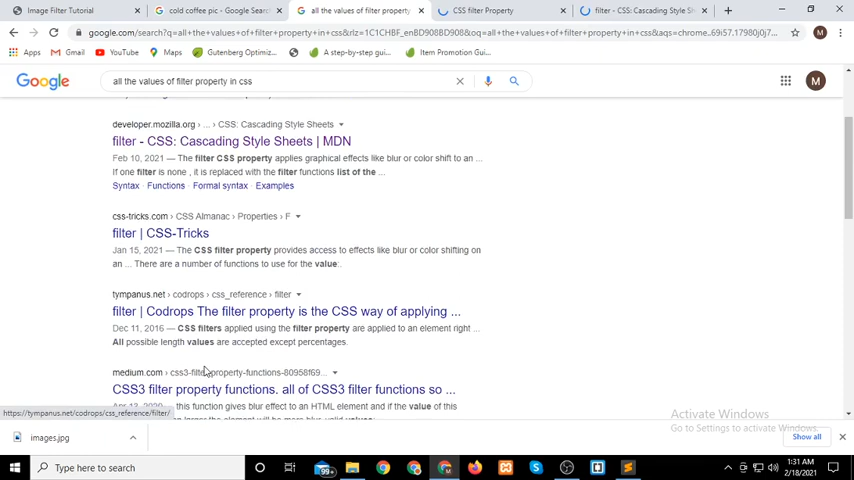 Image Filter Tutorial
cold coffee pic - Google Sear
all the values of filter property
CSS filter Property
filter - CSS: Cascading Style Sh
google.com/search?q=all+the+values+of+filter+property+in+css&rlz=1C1CHBF_enBD908BD908&oq=all+the+values+of+filter+property+in+css&aqs=chrome..69i57.17980j0j7...
Apps
Gmail
YouTube
Maps
Gutenberg Optimiz...
A step-by-step gui...
Item Promotion Gui...
M
Google
all the values of filter property in css
M
developer.mozilla.org › ... › CSS: Cascading Style Sheets
filter - CSS: Cascading Style Sheets | MDN
Feb 10, 2021 — The filter CSS property applies graphical effects like blur or color shift to an ...
If one filter is none , it is replaced with the filter functions list of the ...
Syntax · Functions · Formal syntax · Examples
css-tricks.com › CSS Almanac › Properties › F
filter | CSS-Tricks
Jan 15, 2021 — The CSS filter property provides access to effects like blur or color shifting on
an ... There are a number of functions to use for the value:.
tympanus.net › codrops › css_reference › filter
filter | Codrops The filter property is the CSS way of applying ...
Dec 11, 2016 — CSS filters applied using the filter property are applied to an element right ...
All possible length values are accepted except percentages.
medium.com › css3-filter-property-functions-80958f69...
CSS3 filter property functions. all of CSS3 filter functions so ...
this function gives blur effect to an HTML element and if the value of this
https://tympanus.net/codrops/css_reference/filter/
Activate Windows
Go to Settings to activate Windows.
images.jpg
Show all
Type here to search
99+
1:31 AM
2/18/2021